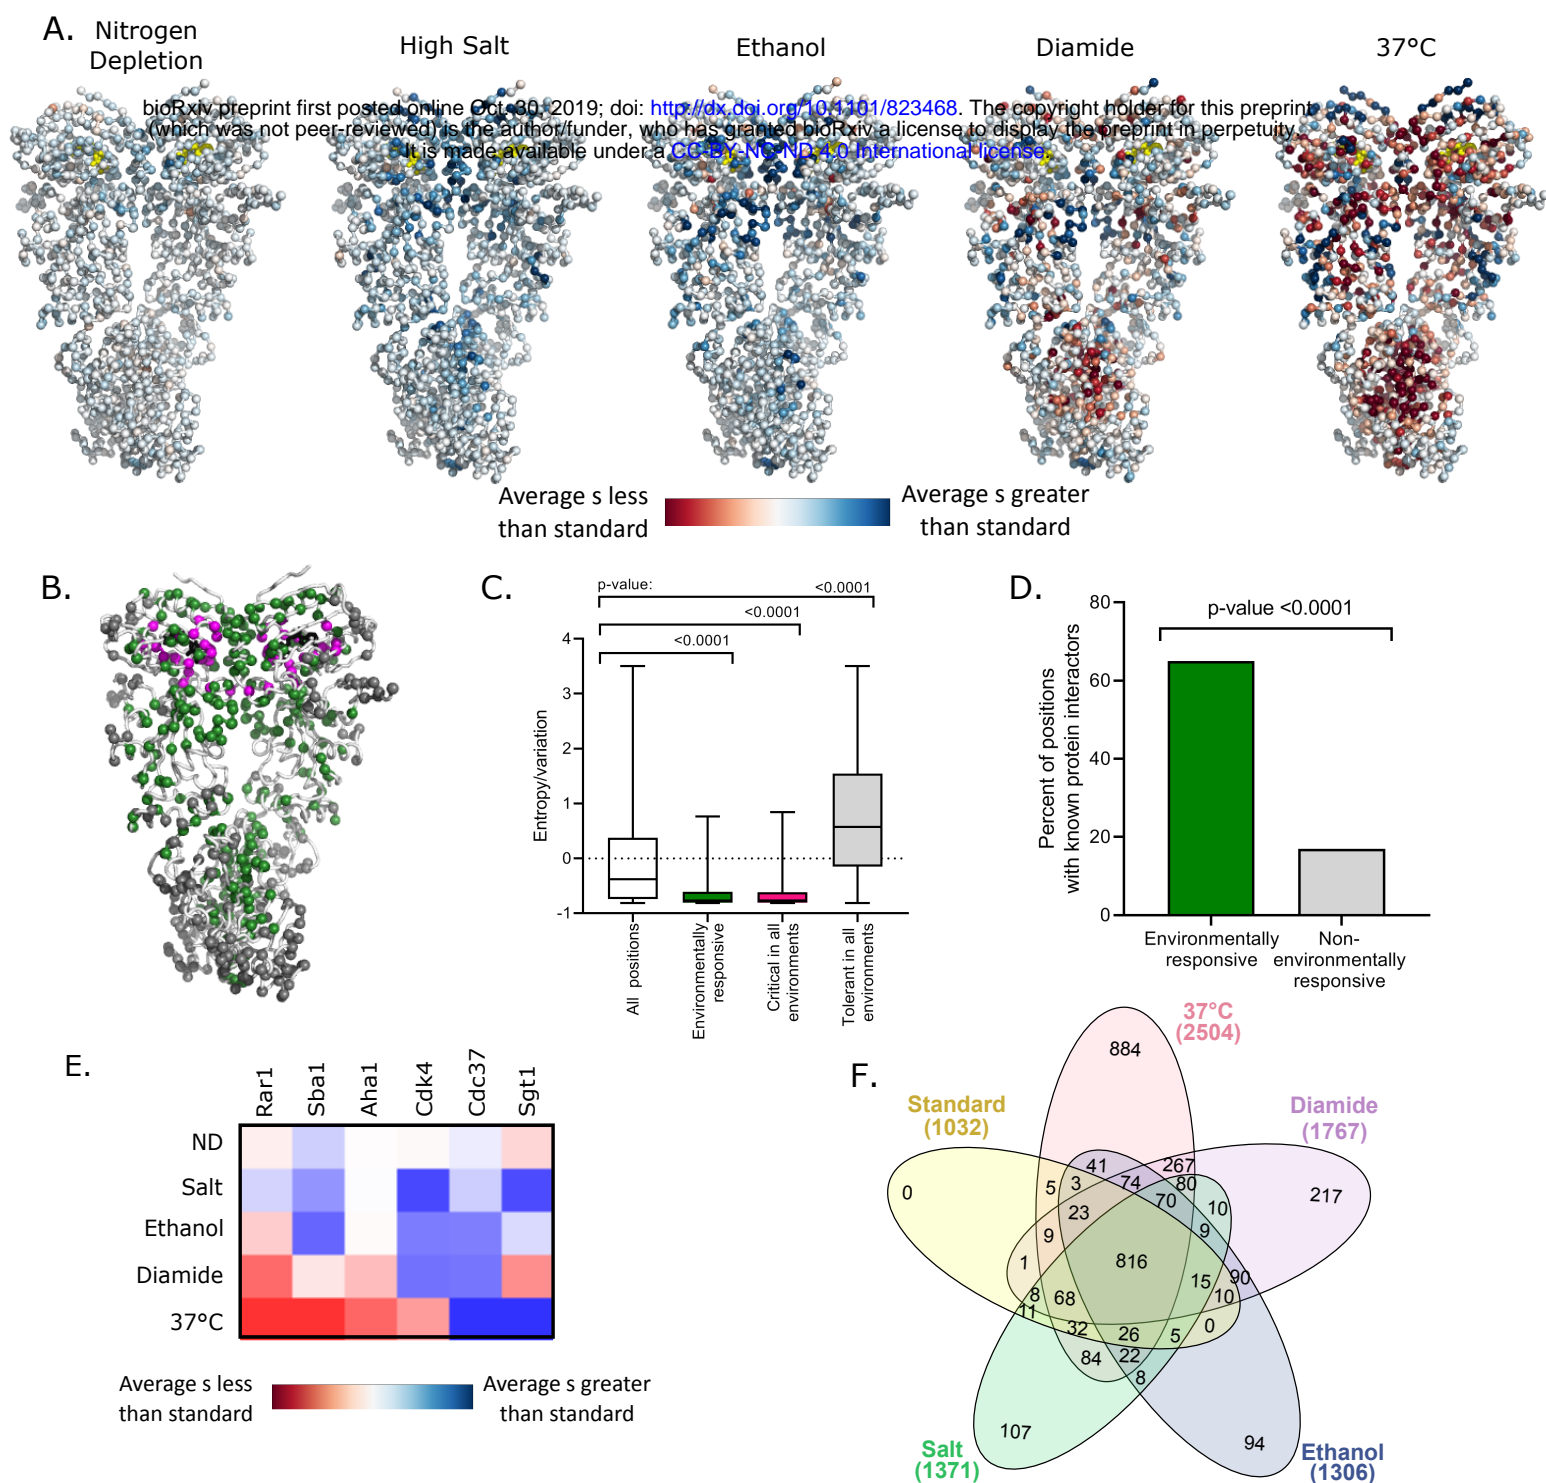 A.
Nitrogen
Depletion
High Salt
Ethanol
Diamide
37°C
bioRxiv preprint first posted online Oct. 30, 2019; doi: http://dx.doi.org/10.1101/823468. The copyright holder for this preprint
(which was not peer-reviewed) is the author/funder, who has granted bioRxiv a license to display the preprint in perpetuity.
It is made available under a CC-BY-NC-ND 4.0 International license.
Average s less
than standard
Average s greater
than standard
B.
C.
p-value:
<0.0001
<0.0001
<0.0001
4
3
2
1
0
-1
Entropy/variation
All positions
Environmentally
responsive
Critical in all
environments
Tolerant in all
environments
D.
p-value <0.0001
80
60
40
20
0
Percent of positions
with known protein interactors
Environmentally
responsive
Non-
environmentally
responsive
E.
Rar1
Sba1
Aha1
Cdk4
Cdc37
Sgt1
ND
Salt
Ethanol
Diamide
37°C
Average s less
than standard
Average s greater
than standard
F.
37°C
(2504)
Standard
(1032)
Diamide
(1767)
Salt
(1371)
Ethanol
(1306)
884
0
217
41
267
5
3
74
80
70
10
23
9
9
1
816
15
90
8
68
10
11
32
26
5
0
84
22
8
107
94